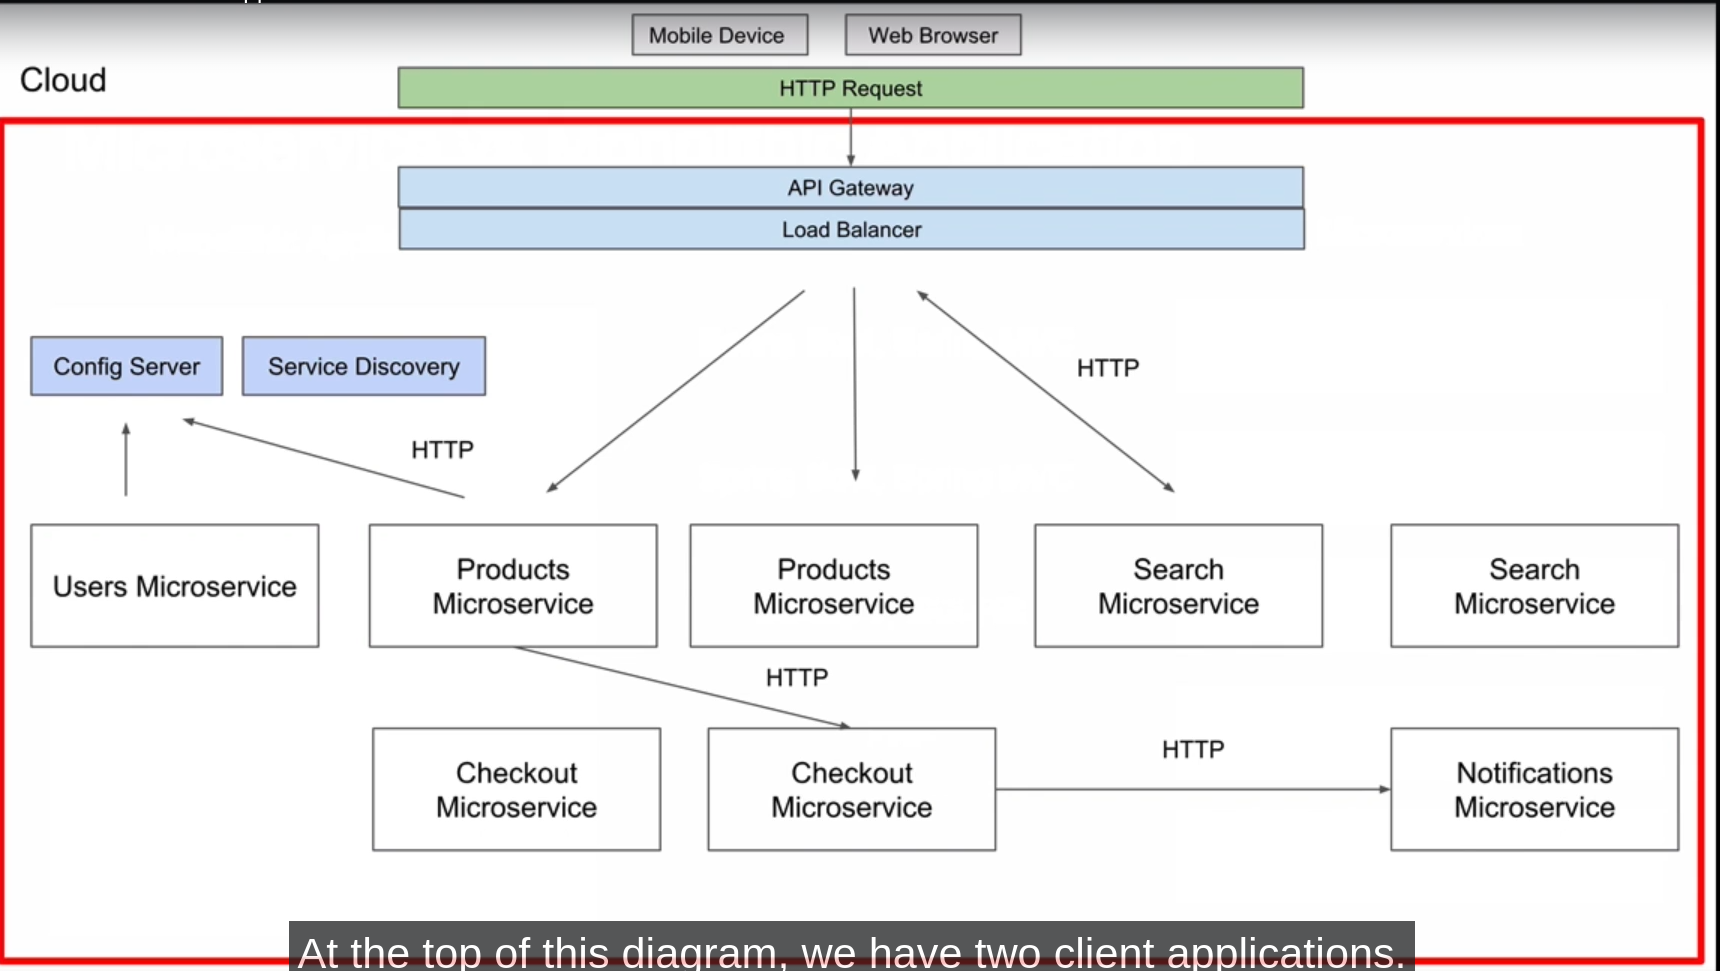 Mobile Device
Web Browser
Cloud
HTTP Request
API Gateway
Load Balancer
Config Server
Service Discovery
HTTP
HTTP
Users Microservice
Products
Microservice
Products
Microservice
Search
Microservice
Search
Microservice
HTTP
Checkout
Microservice
Checkout
Microservice
HTTP
Notifications
Microservice
At the top of this diagram, we have two client applications.